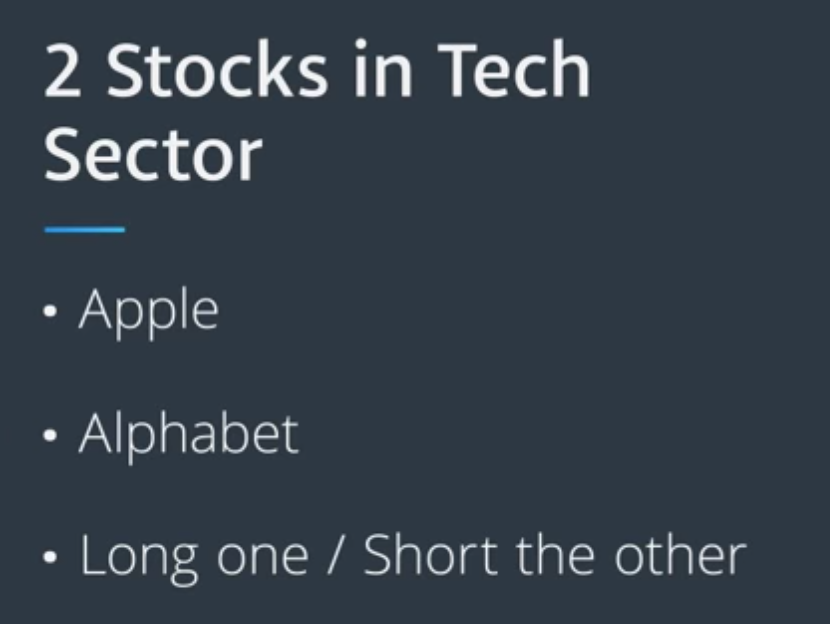 2 Stocks in Tech
Sector
• Apple
• Alphabet
• Long one / Short the other